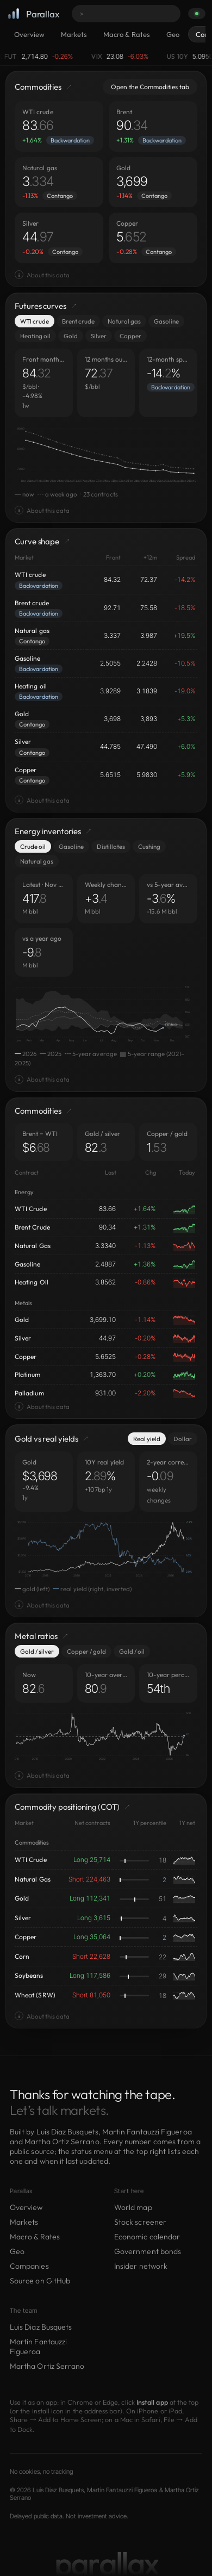 Parallax
Overview Markets Macro & Rates Geo
FUT 2,714.80 -0.26% VIX 23.08 -6.03% US 10Y 5.095
Commodities
Open the Commodities tab
WTI crude
83.66
+1.64% Backwardation
Brent
90.34
+1.31% Backwardation
Natural gas
3.334
-1.13% Contango
Gold
3,699
-1.14% Contango
Silver
44.97
-0.20% Contango
Copper
5.652
-0.28% Contango
About this data
Futures curves
WTI crude Brent crude Natural gas Gasoline
Heating oil Gold Silver Copper
Front month…
84.32
$/bbl ·
-4.98%
1w
12 months ou…
72.37
$/bbl
12-month sp…
-14.2%
Backwardation
now a week ago · 23 contracts
About this data
Curve shape
Market Front +12m Spread
WTI crude 84.32 72.37 -14.2%
Backwardation
Brent crude 92.71 75.58 -18.5%
Backwardation
Natural gas 3.337 3.987 +19.5%
Contango
Gasoline 2.5055 2.2428 -10.5%
Backwardation
Heating oil 3.9289 3.1839 -19.0%
Backwardation
Gold 3,698 3,893 +5.3%
Contango
Silver 44.785 47.490 +6.0%
Contango
Copper 5.6515 5.9830 +5.9%
Contango
About this data
Energy inventories
Crude oil Gasoline Distillates Cushing
Natural gas
Latest · Nov …
417.8
M bbl
Weekly chan…
+3.4
M bbl
vs 5-year av…
-3.6%
-15.6 M bbl
vs a year ago
-9.8
M bbl
2026 2025 5-year average 5-year range (2021–
2025)
About this data
Commodities
Brent − WTI
$6.68
Gold / silver
82.3
Copper / gold
1.53
Contract Last Chg Today
Energy
WTI Crude 83.66 +1.64%
Brent Crude 90.34 +1.31%
Natural Gas 3.3340 -1.13%
Gasoline 2.4887 +1.36%
Heating Oil 3.8562 -0.86%
Metals
Gold 3,699.10 -1.14%
Silver 44.97 -0.20%
Copper 5.6525 -0.28%
Platinum 1,363.70 +0.20%
Palladium 931.00 -2.20%
About this data
Gold vs real yields
Real yield Dollar
Gold
$3,698
-9.4%
1y
10Y real yield
2.89%
+107bp 1y
2-year corre…
-0.09
weekly
changes
gold (left) real yield (right, inverted)
About this data
Metal ratios
Gold / silver Copper / gold Gold / oil
Now
82.6
10-year aver…
80.9
10-year perc…
54th
About this data
Commodity positioning (COT)
Market Net contracts 1Y percentile 1Y net
Commodities
WTI Crude Long 25,714 18
Natural Gas Short 224,463 2
Gold Long 112,341 51
Silver Long 3,615 4
Copper Long 35,064 2
Corn Short 22,628 22
Soybeans Long 117,586 29
Wheat (SRW) Short 81,050 18
About this data
Thanks for watching the tape.
Let's talk markets.
Built by Luis Diaz Busquets, Martin Fantauzzi Figueroa
and Martha Ortiz Serrano. Every number comes from a
public source; the status menu at the top right lists every
one and when it last updated.
Parallax
Overview
Markets
Macro & Rates
Geo
Companies
Source on GitHub
Start here
World map
Stock screener
Economic calendar
Government bonds
Insider network
The team
Luis Diaz Busquets
Martin Fantauzzi
Figueroa
Martha Ortiz Serrano
Use it as an app: in Chrome or Edge, click Install app at the top
(or the install icon in the address bar). On iPhone or iPad,
Share → Add to Home Screen; on a Mac in Safari, File → Add
to Dock.
No cookies, no tracking
© 2026 Luis Diaz Busquets, Martin Fantauzzi Figueroa & Martha Ortiz
Serrano
Delayed public data. Not investment advice.
parallax